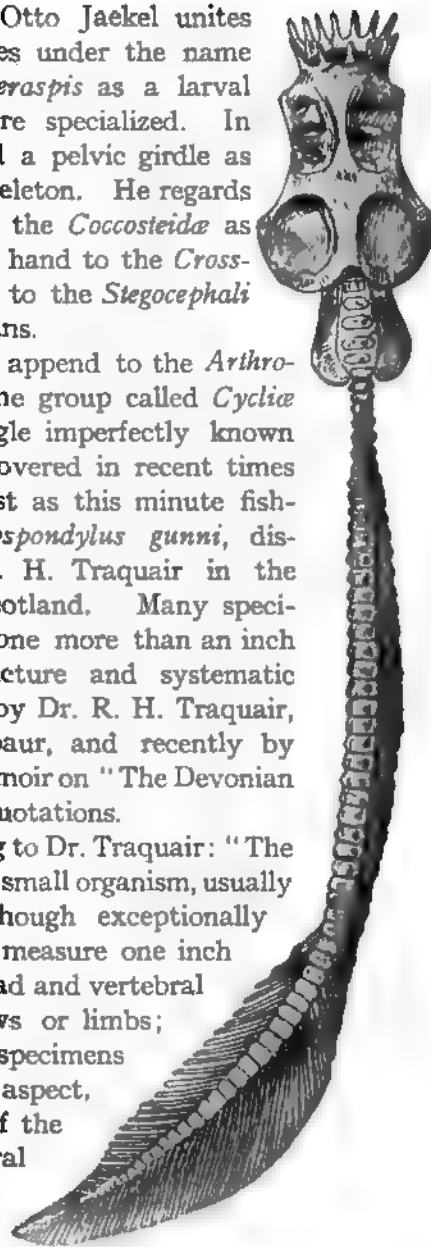 Otto Jaekel unites
es under the name
eraspis as a larval
re specialized. In
l a pelvic girdle as
eleton. He regards
the Coccosteidæ as
hand to the Cross-
to the Stegocephali
ns.
append to the Arthro-
ne group called Cycliæ
gle imperfectly known
overed in recent times
st as this minute fish-
spondylus gunni, dis-
. H. Traquair in the
cotland. Many speci-
one more than an inch
cture and systematic
by Dr. R. H. Traquair,
paur, and recently by
moir on "The Devonian
uotations.
g to Dr. Traquair: "The
small organism, usually
hough exceptionally
measure one inch
ad and vertebral
ws or limbs;
specimens
aspect,
f the
ral